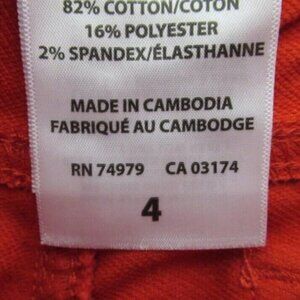 82% COTTON/COTON
16% POLYESTER
2% SPANDEX/ÉLASTHANNE
MADE IN CAMBODIA
FABRIQUÉ AU CAMBODGE
RN 74979 CA 03174
4